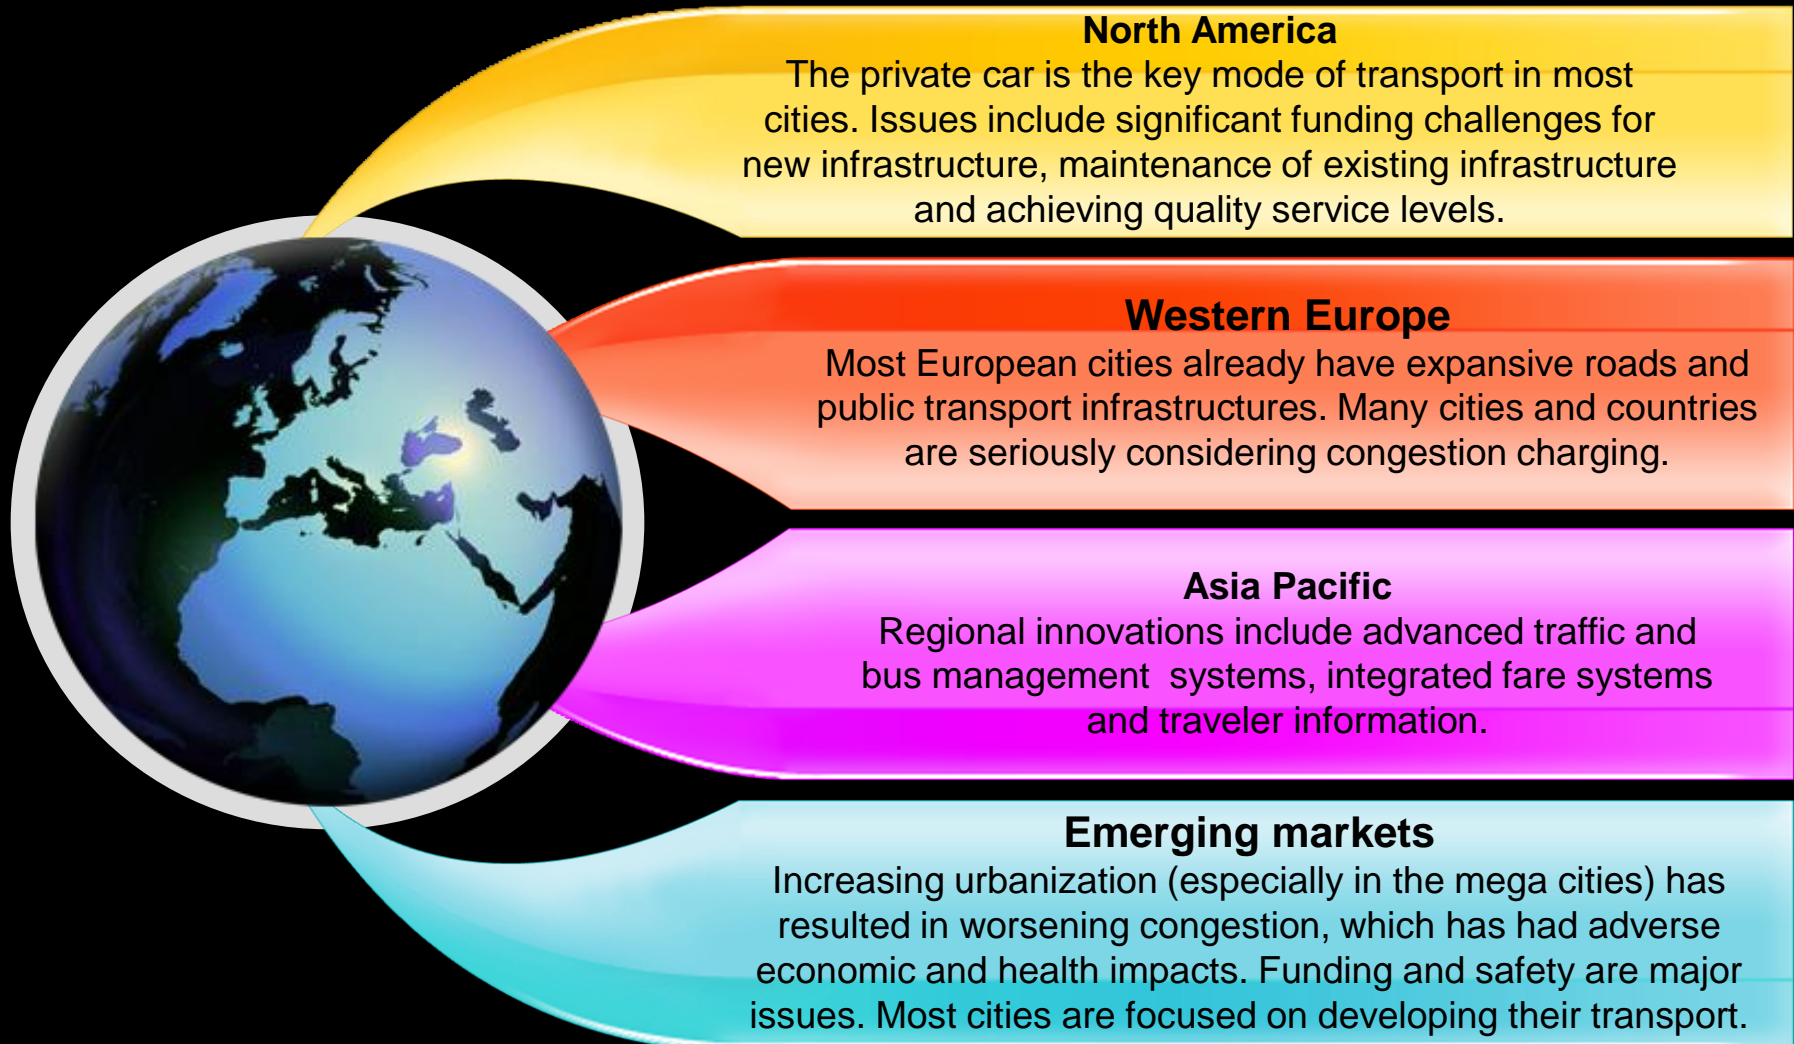 North America
The private car is the key mode of transport in most
cities. Issues include significant funding challenges for
new infrastructure, maintenance of existing infrastructure
and achieving quality service levels.
Western Europe
Most European cities already have expansive roads and
public transport infrastructures. Many cities and countries
are seriously considering congestion charging.
Asia Pacific
Regional innovations include advanced traffic and
bus management  systems, integrated fare systems
and traveler information.
Emerging markets
Increasing urbanization (especially in the mega cities) has
resulted in worsening congestion, which has had adverse
economic and health impacts. Funding and safety are major
issues. Most cities are focused on developing their transport.